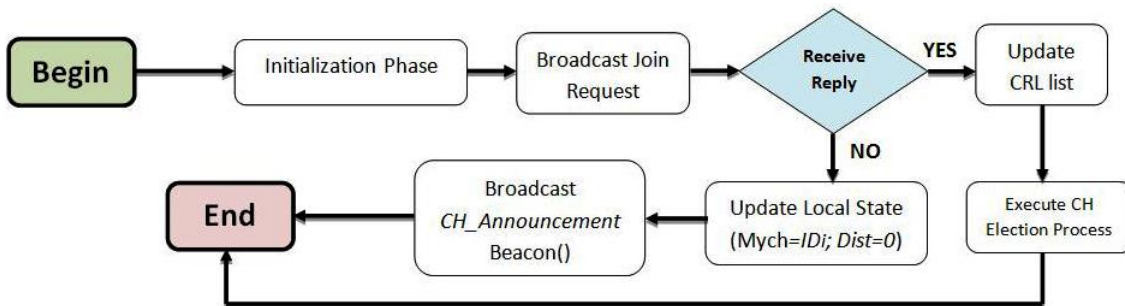 Begin
Initialization Phase
Broadcast Join
Request
Receive
Reply
YES
Update
CRL list
NO
Execute CH
Election Process
Update Local State
(Mych=IDi; Dist=0)
Broadcast
CH_Announcement
Beacon()
End